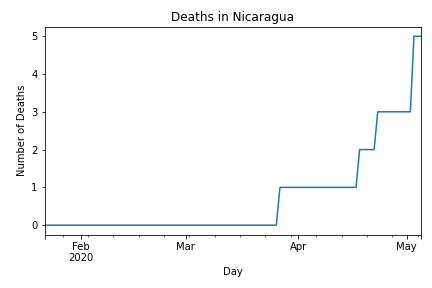 Deaths in Nicaragua
Number of Deaths
5
4
3
2
1
0
Feb
2020
Mar
Apr
May
Day